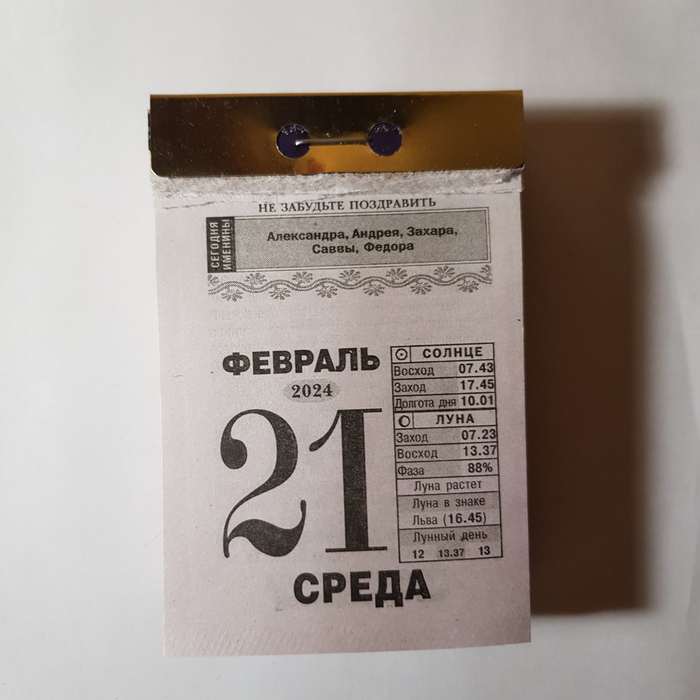 НЕ ЗАБУДЬТЕ ПОЗДРАВИТЬ
СЕГОДНЯ
ИМЕНИНЫ
Александра, Андрея, Захара,
Саввы, Федора
ФЕВРАЛЬ
2024
21
СРЕДА
СОЛНЦЕ
Восход 07.43
Заход 17.45
Долгота дня 10.01
ЛУНА
Заход 07.23
Восход 13.37
Фаза 88%
Луна растет
Луна в знаке
Льва (16.45)
Лунный день
12 13.37 13